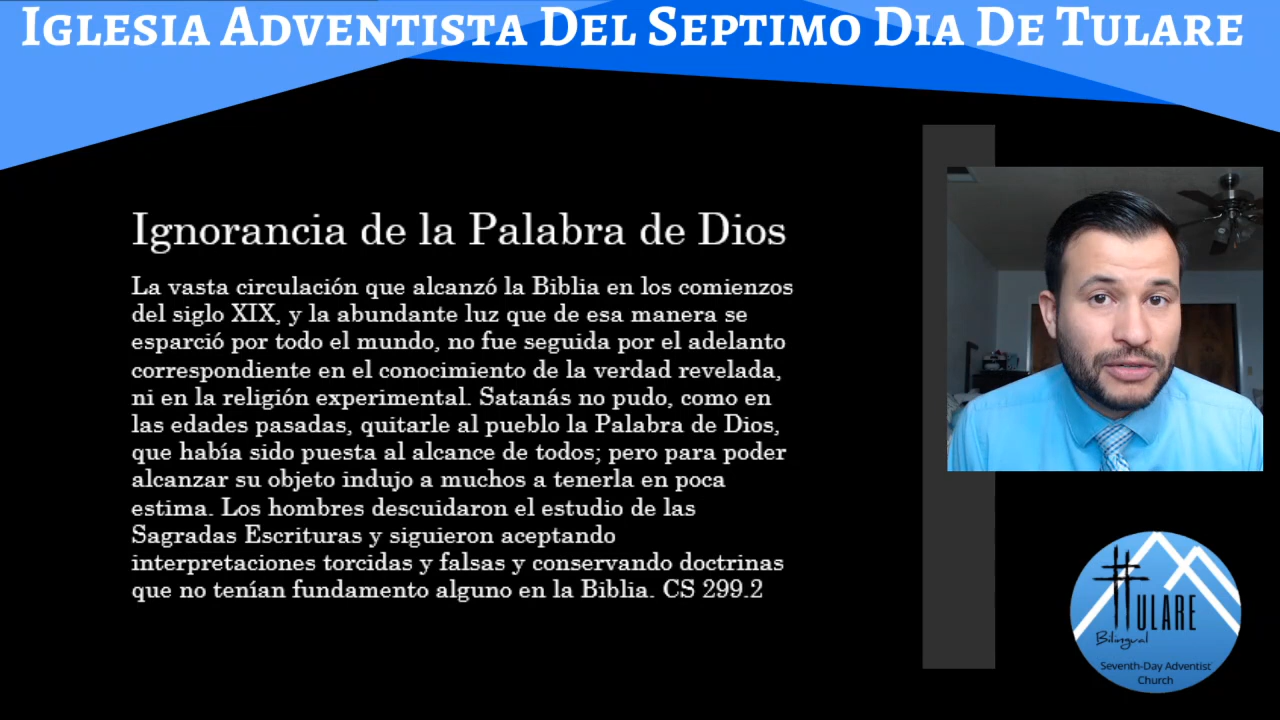 Iglesia Adventista Del Septimo Dia De Tulare
Ignorancia de la Palabra de Dios
La vasta circulación que alcanzó la Biblia en los comienzos
del siglo XIX, y la abundante luz que de esa manera se
esparció por todo el mundo, no fue seguida por el adelanto
correspondiente en el conocimiento de la verdad revelada,
ni en la religión experimental. Satanás no pudo, como en
las edades pasadas, quitarle al pueblo la Palabra de Dios,
que había sido puesta al alcance de todos; pero para poder
alcanzar su objeto indujo a muchos a tenerla en poca
estima. Los hombres descuidaron el estudio de las
Sagradas Escrituras y siguieron aceptando
interpretaciones torcidas y falsas y conservando doctrinas
que no tenían fundamento alguno en la Biblia. CS 299.2
TULARE
Bilingual
Seventh-Day Adventist
Church